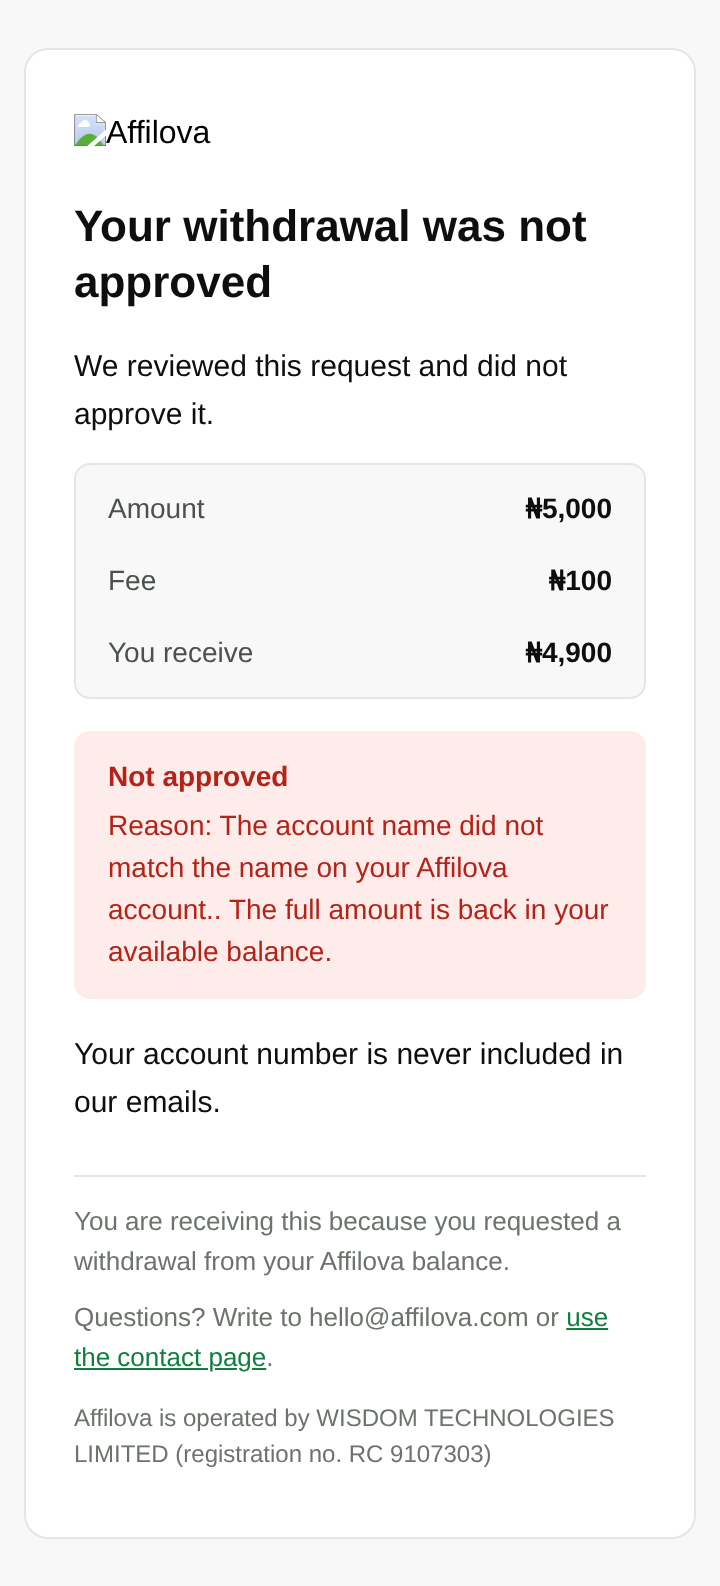 Affilova
Your withdrawal was not
approved
We reviewed this request and did not
approve it.
Amount ₦5,000
Fee ₦100
You receive ₦4,900
Not approved
Reason: The account name did not
match the name on your Affilova
account.. The full amount is back in your
available balance.
Your account number is never included in
our emails.
You are receiving this because you requested a
withdrawal from your Affilova balance.
Questions? Write to hello@affilova.com or use
the contact page.
Affilova is operated by WISDOM TECHNOLOGIES
LIMITED (registration no. RC 9107303)